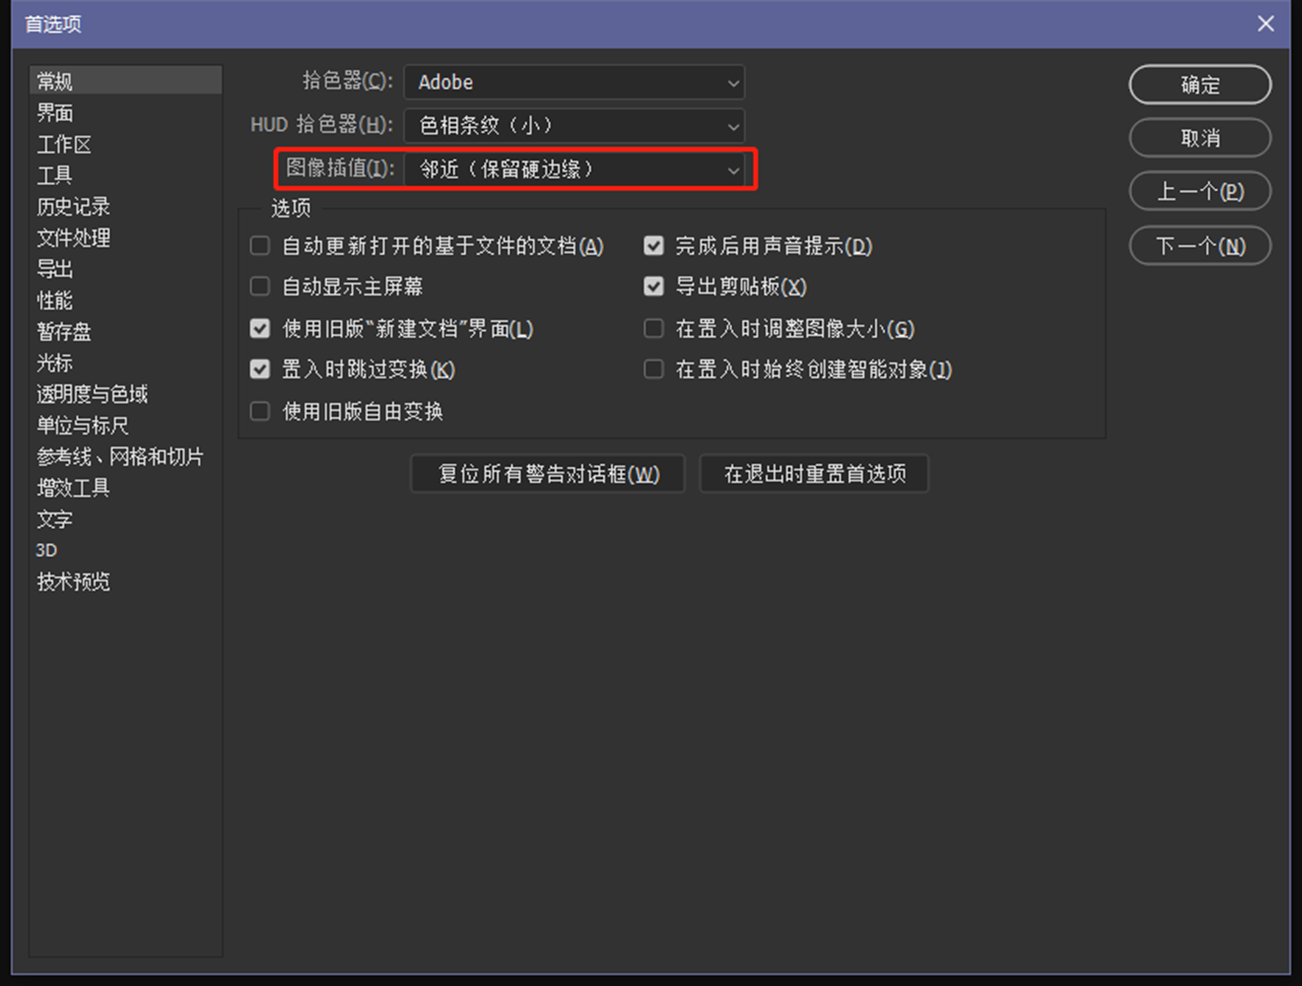 首选项
常规
界面
工作区
工具
历史记录
文件处理
导出
性能
暂存盘
光标
透明度与色域
单位与标尺
参考线、网格和切片
增效工具
文字
3D
技术预览
拾色器(C): Adobe
HUD 拾色器(H): 色相条纹（小）
图像插值(I): 邻近（保留硬边缘）
选项
自动更新打开的基于文件的文档(A)
自动显示主屏幕
使用旧版“新建文档”界面(L)
置入时跳过变换(K)
使用旧版自由变换
完成后用声音提示(D)
导出剪贴板(X)
在置入时调整图像大小(G)
在置入时始终创建智能对象(J)
复位所有警告对话框(W)
在退出时重置首选项
确定
取消
上一个(P)
下一个(N)